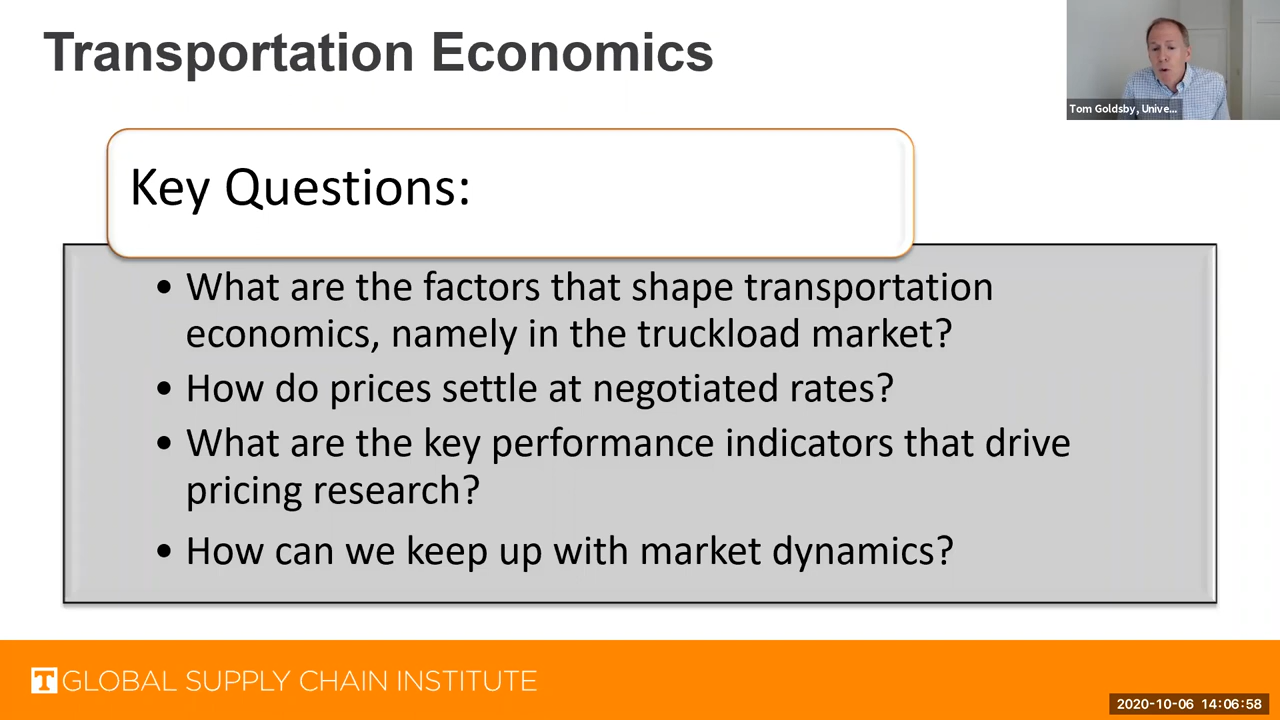 Transportation Economics
Tom Goldsby, Unive...
Key Questions:
• What are the factors that shape transportation
economics, namely in the truckload market?
• How do prices settle at negotiated rates?
• What are the key performance indicators that drive
pricing research?
• How can we keep up with market dynamics?
T GLOBAL SUPPLY CHAIN INSTITUTE
2020-10-06 14:06:58